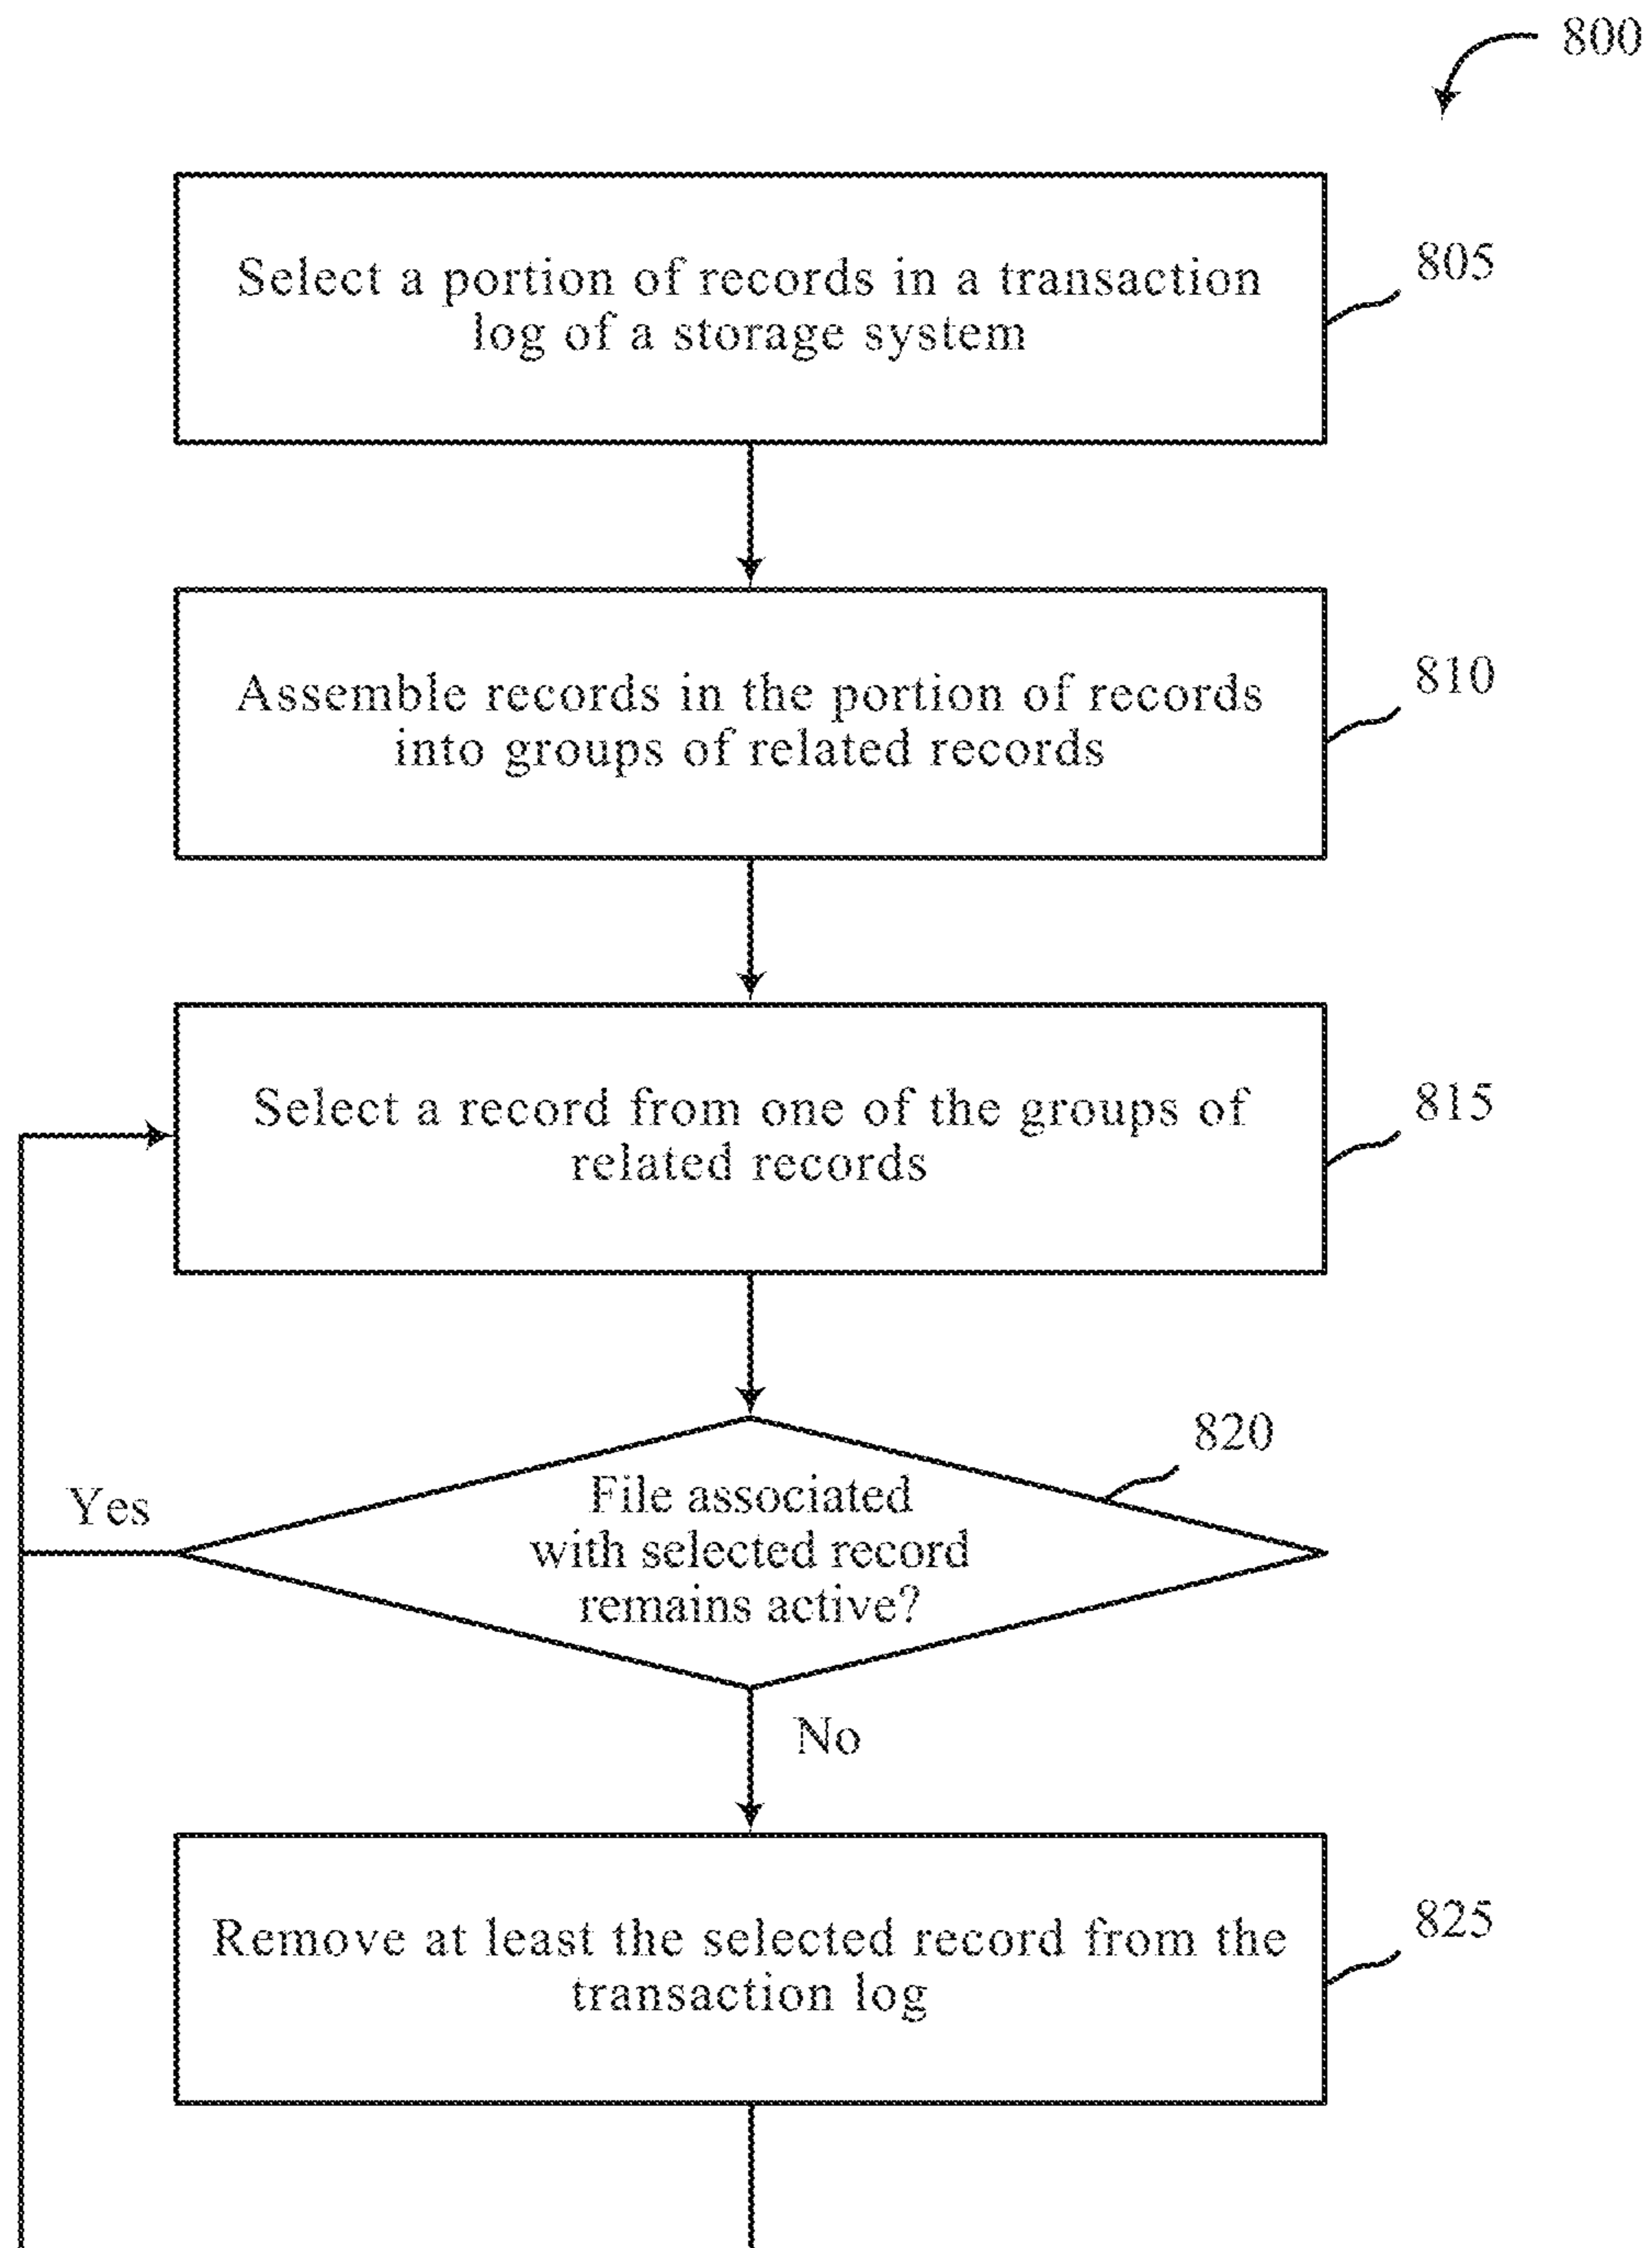 800
Select a portion of records in a transaction
log of a storage system
805
Assemble records in the portion of records
into groups of related records
810
Select a record from one of the groups of
related records
815
820
File associated
with selected record
remains active?
Yes
No
Remove at least the selected record from the
transaction log
825